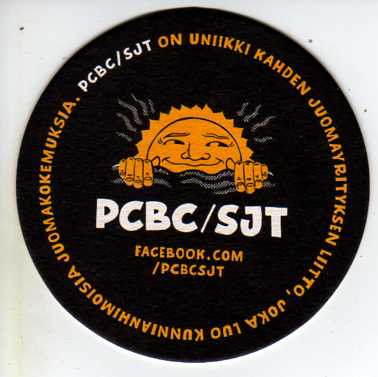 PCBC/SJT ON UNIIKKI KAHDEN JUOMAYRITYKSEN LIITTO, JOKA LUO KUNNIANHIMOISIA JUOMAKOKEMUKSIA.
PCBC/SJT
FACEBOOK.COM
/PCBCSJT